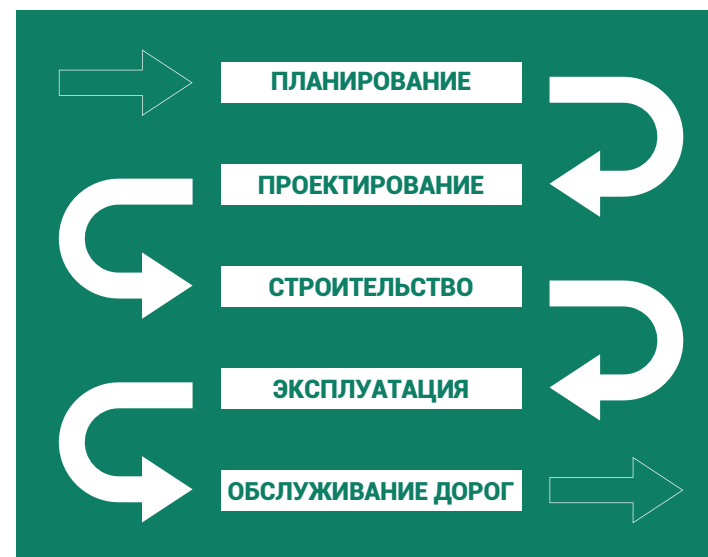 ПЛАНИРОВАНИЕ
ПРОЕКТИРОВАНИЕ
СТРОИТЕЛЬСТВО
ЭКСПЛУАТАЦИЯ
ОБСЛУЖИВАНИЕ ДОРОГ